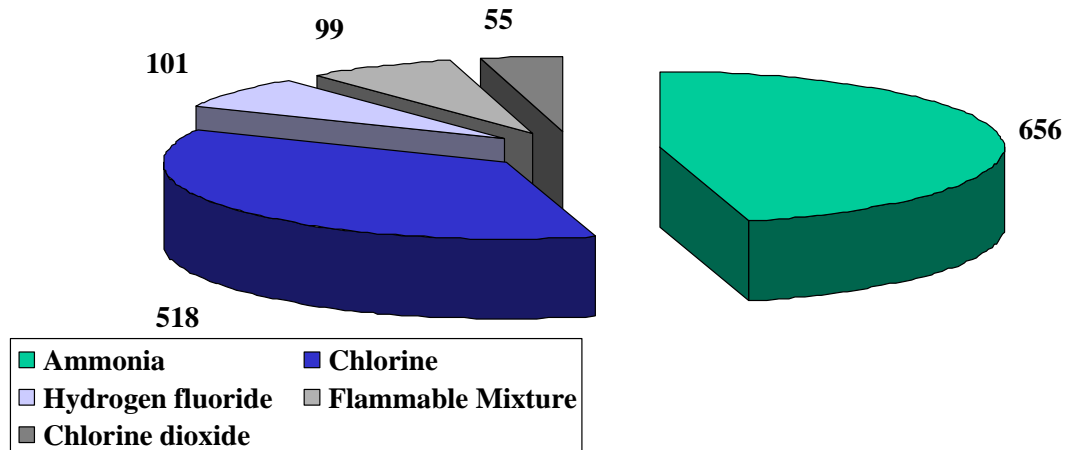 55
99
101
656
518
Ammonia Chlorine
Hydrogen fluoride Flammable Mixture
Chlorine dioxide